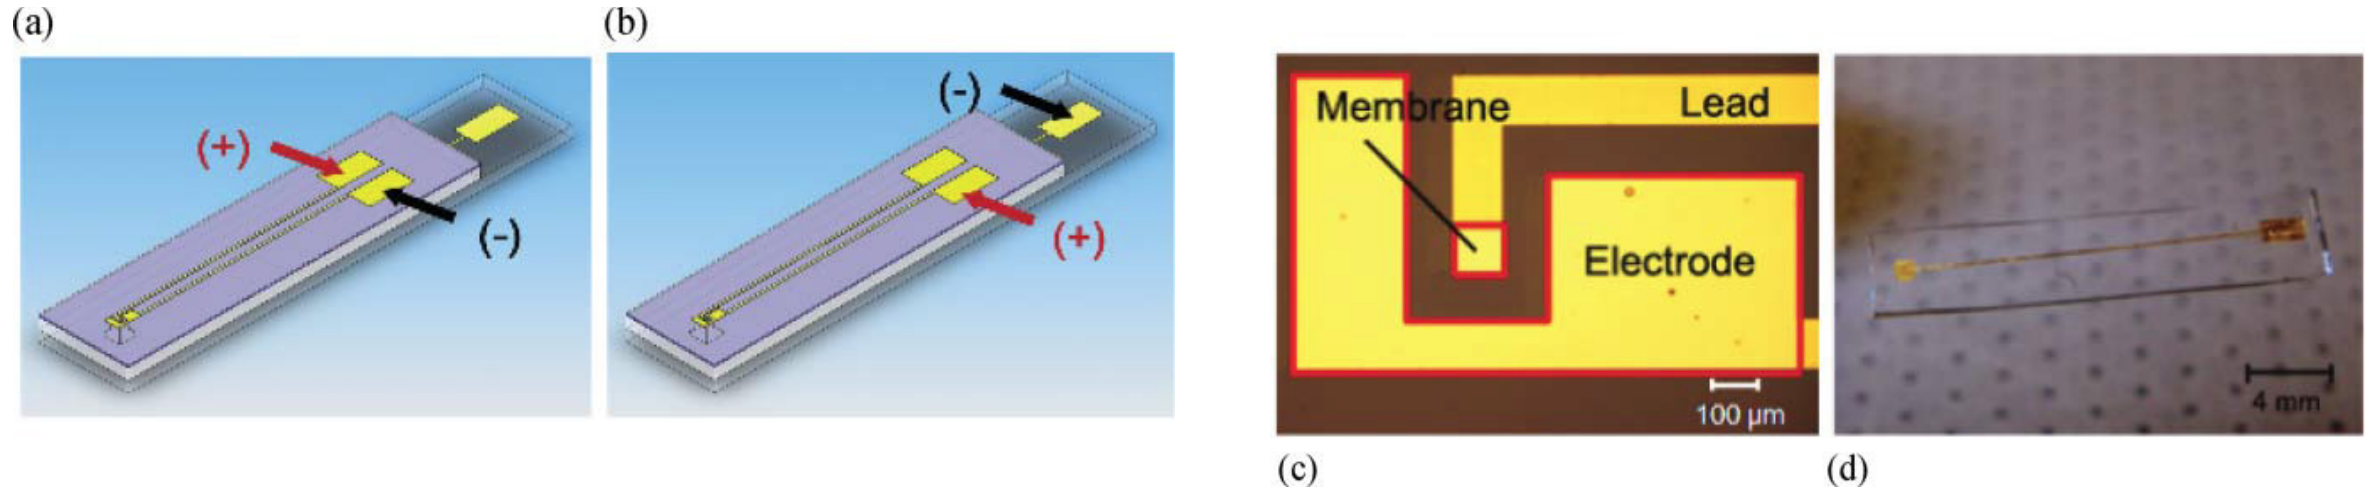 (a)
(b)
(+)
(-)
(-)
(+)
Membrane
Lead
Electrode
100 µm
4 mm
(c)
(d)